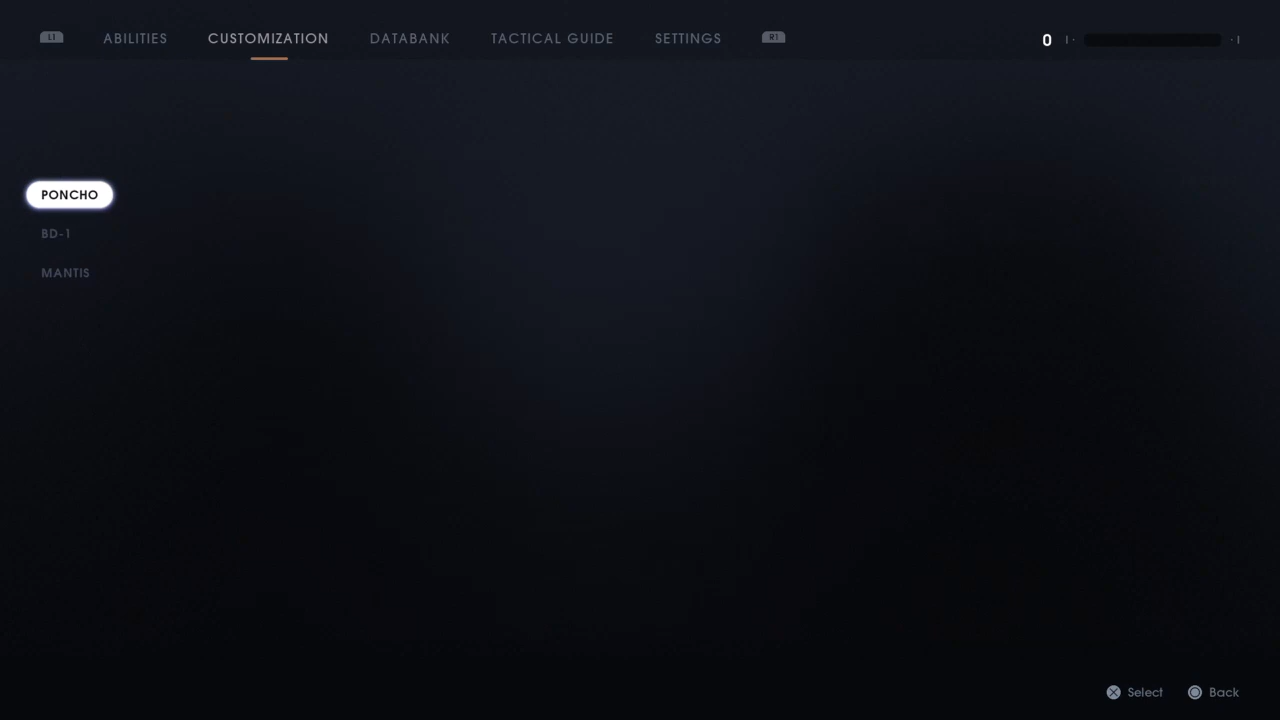 L1 ABILITIES CUSTOMIZATION DATABANK TACTICAL GUIDE SETTINGS R1 0
PONCHO
BD-1
MANTIS
Select Back